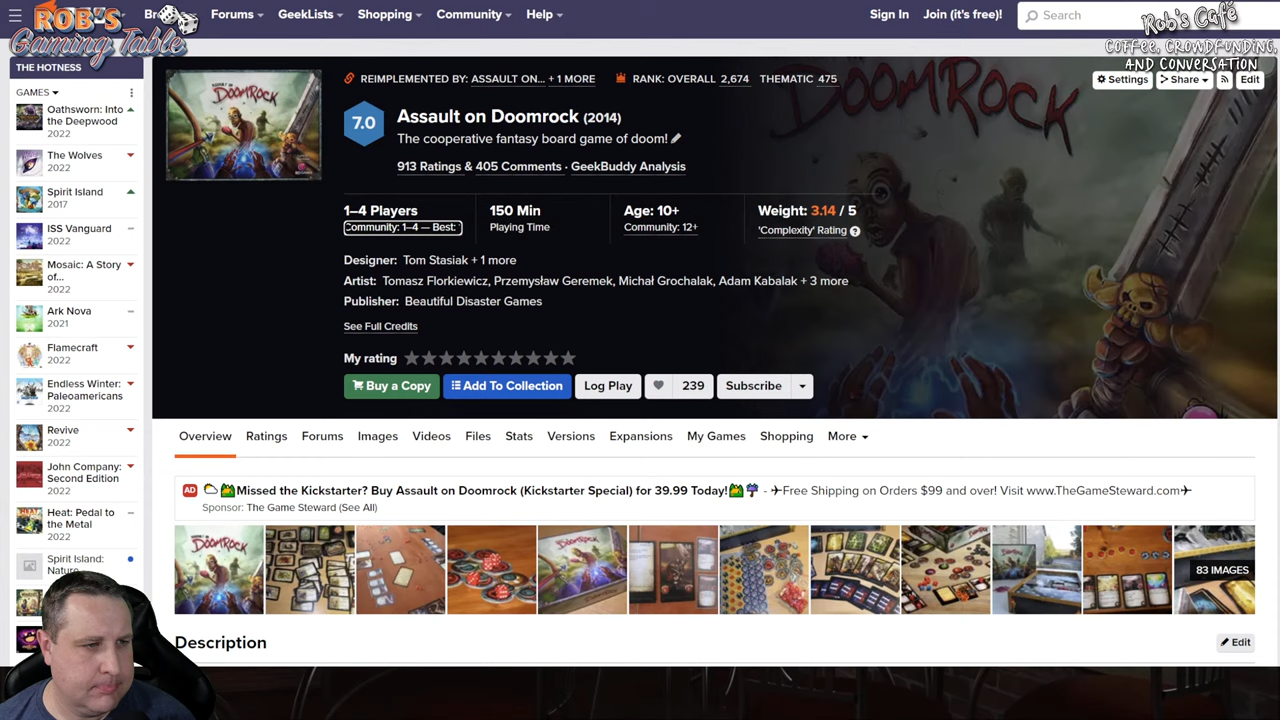 Forums
GeekLists
Shopping
Community
Help
Sign In
Join (it's free!)
Search
ROB'S
Gaming Table
Rob's Café
COFFEE, CROWDFUNDING,
AND CONVERSATION
THE HOTNESS
GAMES
Oathsworn: Into
the Deepwood
2022
The Wolves
2022
Spirit Island
2017
ISS Vanguard
2022
Mosaic: A Story
of...
2022
Ark Nova
2021
Flamecraft
2022
Endless Winter:
Paleoamericans
2022
Revive
2022
John Company:
Second Edition
2022
Heat: Pedal to
the Metal
2022
Spirit Island:
DOOMROCK
REIMPLEMENTED BY: ASSAULT ON... + 1 MORE
RANK: OVERALL 2,674 THEMATIC 475
Settings
Share
Edit
7.0
Assault on Doomrock (2014)
The cooperative fantasy board game of doom!
913 Ratings & 405 Comments · GeekBuddy Analysis
1–4 Players
Community: 1–4 — Best:
150 Min
Playing Time
Age: 10+
Community: 12+
Weight: 3.14 / 5
'Complexity' Rating
Designer: Tom Stasiak + 1 more
Artist: Tomasz Florkiewicz, Przemysław Geremek, Michał Grochalak, Adam Kabalak + 3 more
Publisher: Beautiful Disaster Games
See Full Credits
My rating
Buy a Copy
Add To Collection
Log Play
239
Subscribe
DOOMROCK
Overview
Ratings
Forums
Images
Videos
Files
Stats
Versions
Expansions
My Games
Shopping
More
AD
Missed the Kickstarter? Buy Assault on Doomrock (Kickstarter Special) for 39.99 Today! - ✈Free Shipping on Orders $99 and over! Visit www.TheGameSteward.com✈
Sponsor: The Game Steward (See All)
DOOMROCK
DOOMROCK
83 IMAGES
Description
Edit